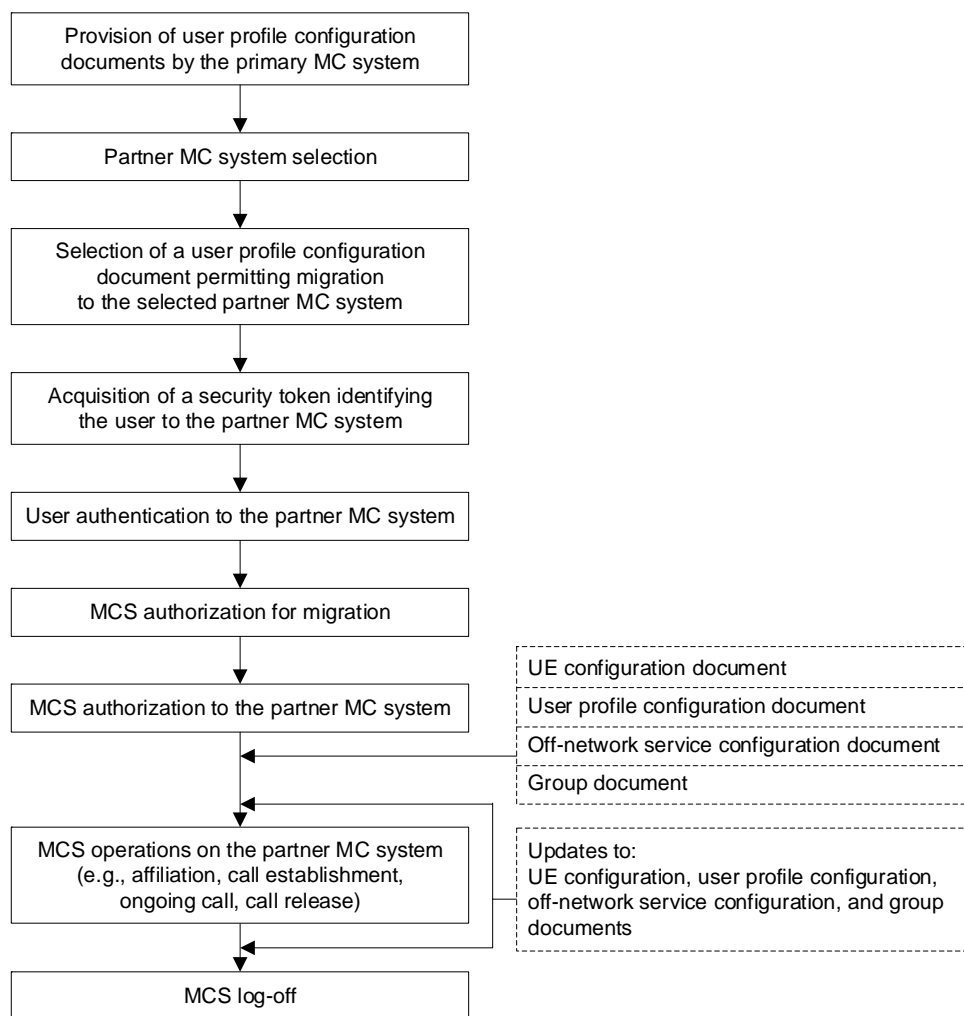 Provision of user profile configuration
documents by the primary MC system
Partner MC system selection
Selection of a user profile configuration
document permitting migration
to the selected partner MC system
Acquisition of a security token identifying
the user to the partner MC system
User authentication to the partner MC system
MCS authorization for migration
MCS authorization to the partner MC system
UE configuration document
User profile configuration document
Off-network service configuration document
Group document
MCS operations on the partner MC system
(e.g., affiliation, call establishment,
ongoing call, call release)
Updates to:
UE configuration, user profile configuration,
off-network service configuration, and group
documents
MCS log-off